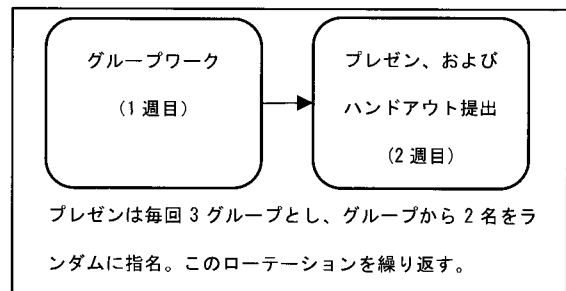 グループワーク
(1 週目)
プレゼン、および
ハンドアウト提出
(2 週目)
プレゼンは毎回 3 グループとし、グループから 2 名をラ
ンダムに指名。このローテーションを繰り返す。